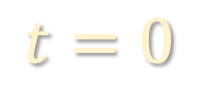 t = 0